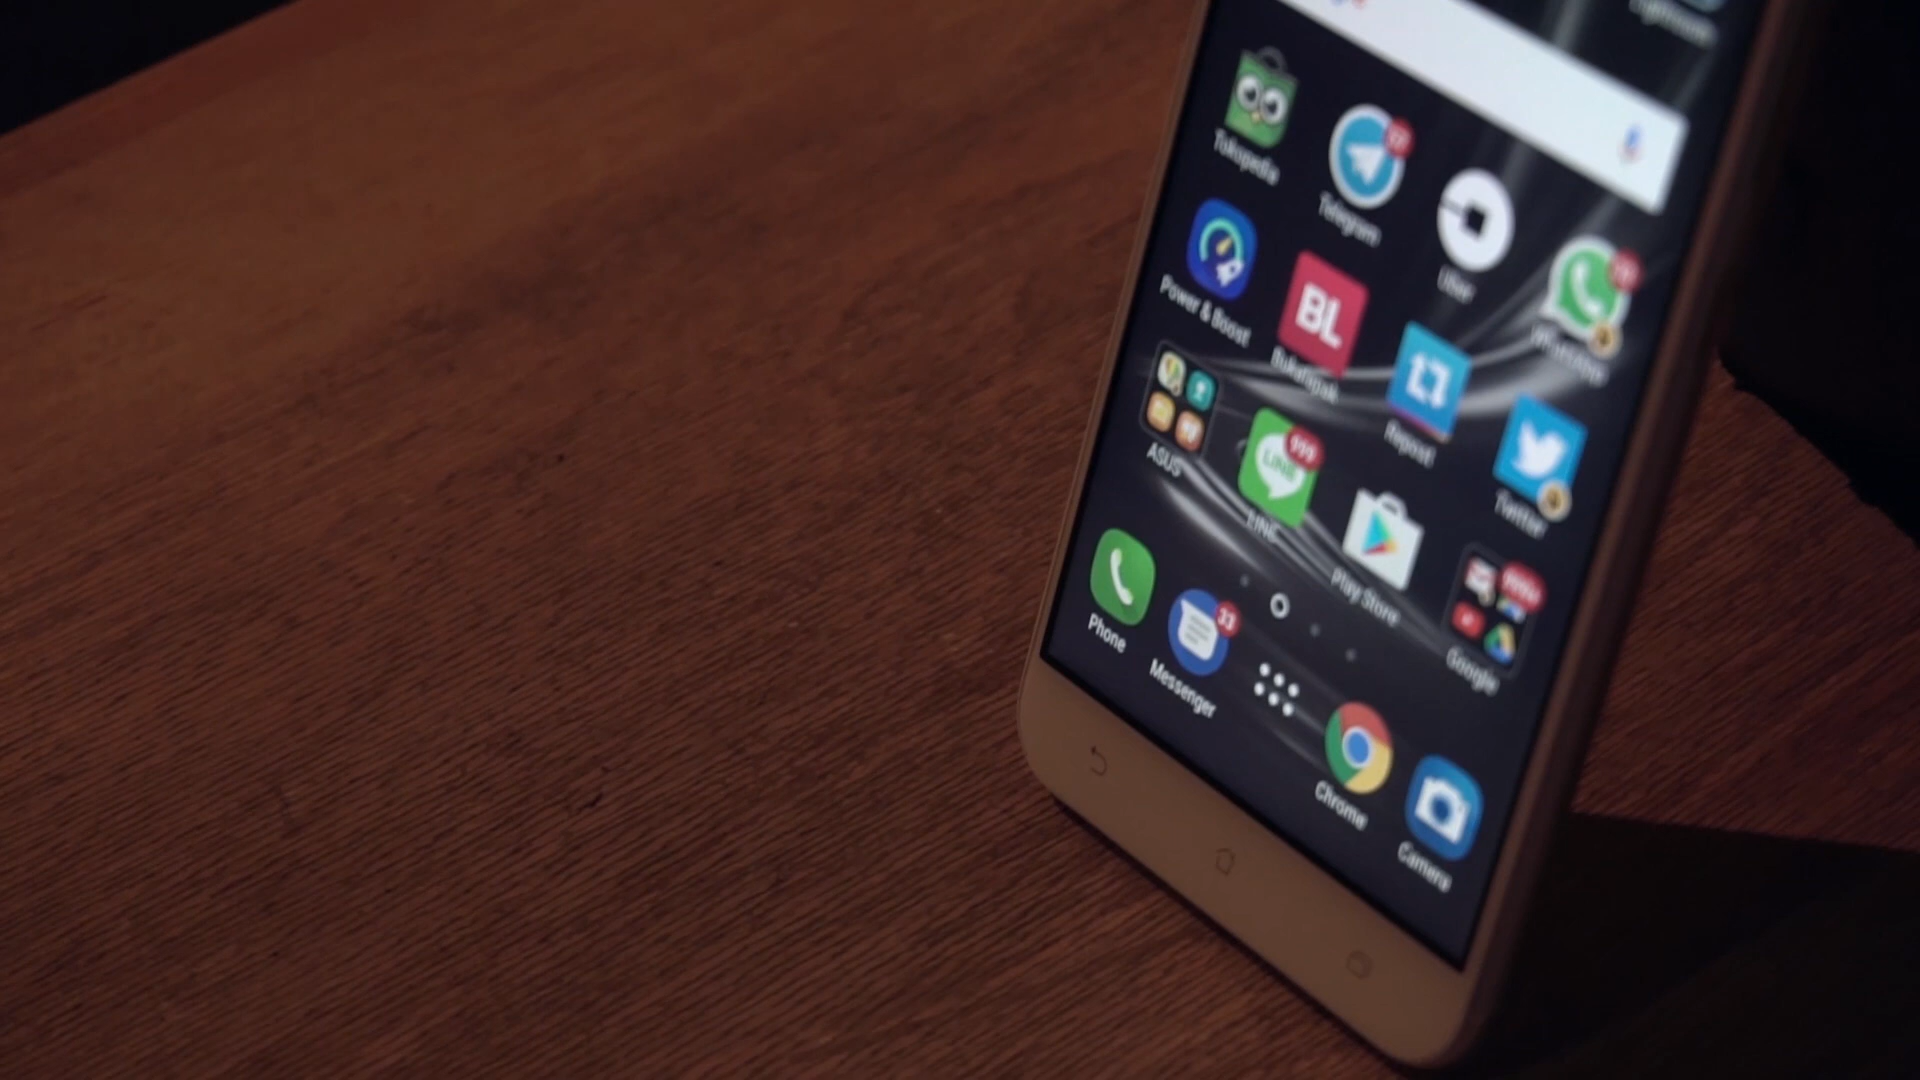 Tokopedia
Telegram
Uber
WhatsApp
Power & Boost
BL
Bukalapak
Repost
Twitter
ASUS
LINE
999
LINE
Play Store
Google
Phone
33
Messenger
Chrome
Camera